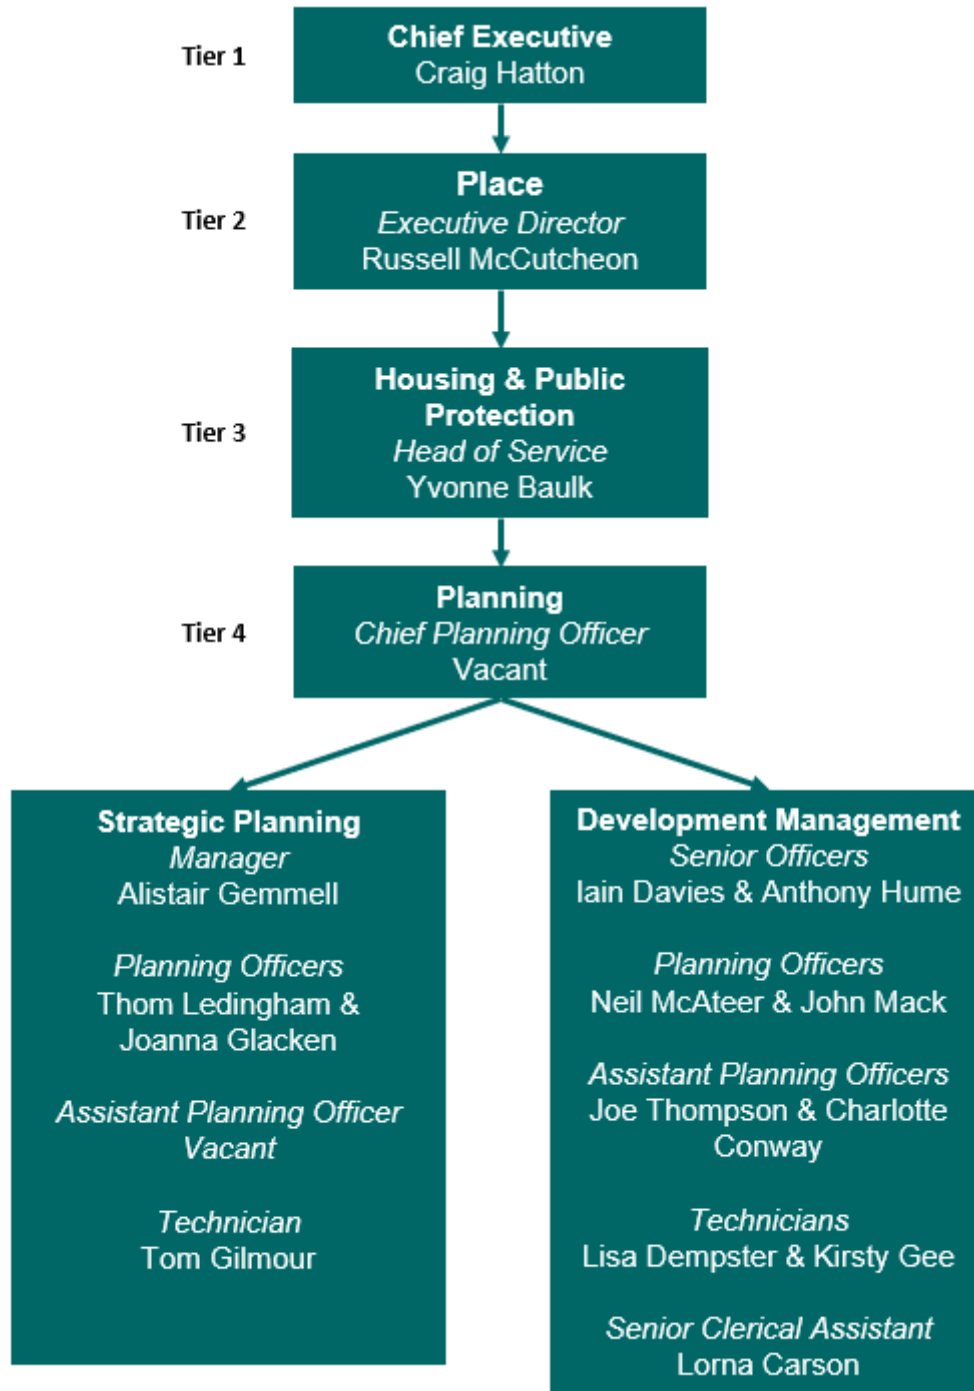 Tier 1
Chief Executive
Craig Hatton
Tier 2
Place
Executive Director
Russell McCutcheon
Tier 3
Housing & Public
Protection
Head of Service
Yvonne Baulk
Tier 4
Planning
Chief Planning Officer
Vacant
Strategic Planning
Manager
Alistair Gemmell
Planning Officers
Thom Ledingham &
Joanna Glacken
Assistant Planning Officer
Vacant
Technician
Tom Gilmour
Development Management
Senior Officers
Iain Davies & Anthony Hume
Planning Officers
Neil McAteer & John Mack
Assistant Planning Officers
Joe Thompson & Charlotte
Conway
Technicians
Lisa Dempster & Kirsty Gee
Senior Clerical Assistant
Lorna Carson